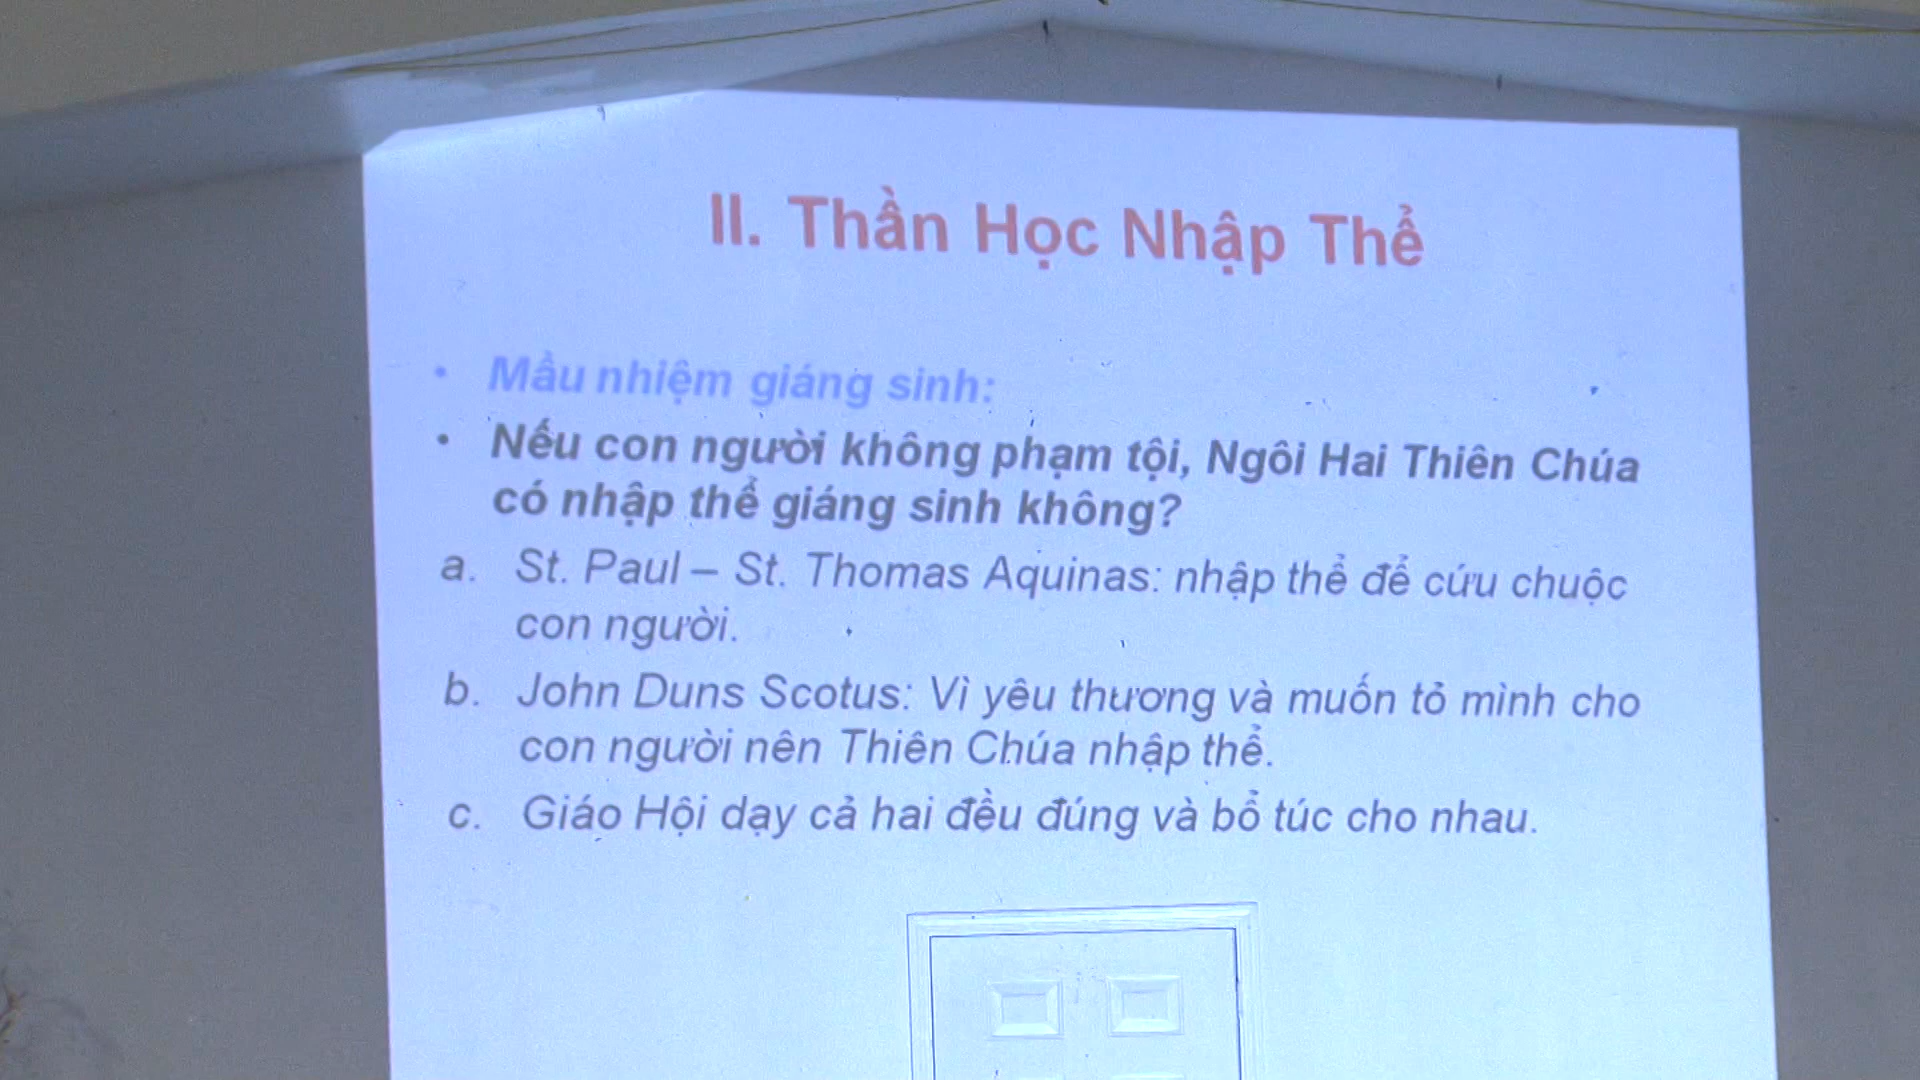 II. Thần Học Nhập Thể
• Mầu nhiệm giáng sinh:
• Nếu con người không phạm tội, Ngôi Hai Thiên Chúa
có nhập thể giáng sinh không?
a. St. Paul – St. Thomas Aquinas: nhập thể để cứu chuộc
con người.
b. John Duns Scotus: Vì yêu thương và muốn tỏ mình cho
con người nên Thiên Chúa nhập thể.
c. Giáo Hội dạy cả hai đều đúng và bổ túc cho nhau.